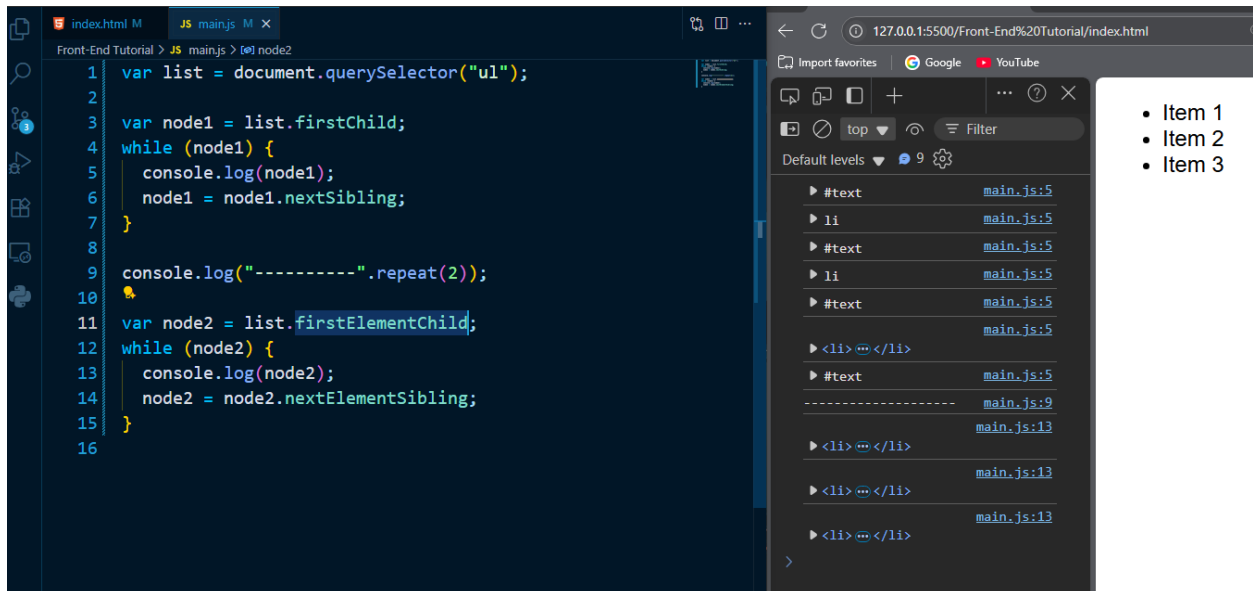 index.html M
JS main.js M
Front-End Tutorial > JS main.js > node2
1 var list = document.querySelector("ul");
2
3 var node1 = list.firstChild;
4 while (node1) {
5 console.log(node1);
6 node1 = node1.nextSibling;
7 }
8
9 console.log("----------".repeat(2));
10
11 var node2 = list.firstElementChild;
12 while (node2) {
13 console.log(node2);
14 node2 = node2.nextElementSibling;
15 }
16
3
127.0.0.1:5500/Front-End%20Tutorial/index.html
Import favorites
Google
YouTube
top
Filter
Default levels
9
#text main.js:5
li main.js:5
#text main.js:5
li main.js:5
#text main.js:5
main.js:5
<li>…</li>
#text main.js:5
-------------------- main.js:9
main.js:13
<li>…</li>
main.js:13
<li>…</li>
main.js:13
<li>…</li>
• Item 1
• Item 2
• Item 3